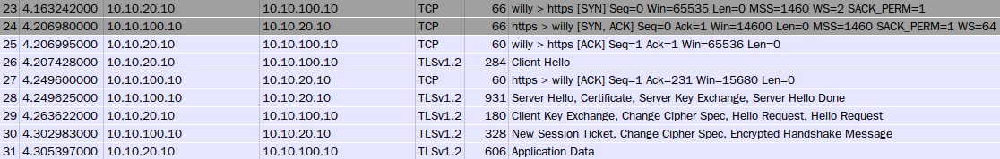 23 4.163242000 10.10.20.10 10.10.100.10 TCP 66 willy > https [SYN] Seq=0 Win=65535 Len=0 MSS=1460 WS=2 SACK_PERM=1
24 4.206980000 10.10.100.10 10.10.20.10 TCP 66 https > willy [SYN, ACK] Seq=0 Ack=1 Win=14600 Len=0 MSS=1460 SACK_PERM=1 WS=64
25 4.206995000 10.10.20.10 10.10.100.10 TCP 60 willy > https [ACK] Seq=1 Ack=1 Win=65536 Len=0
26 4.207428000 10.10.20.10 10.10.100.10 TLSv1.2 284 Client Hello
27 4.249600000 10.10.100.10 10.10.20.10 TCP 60 https > willy [ACK] Seq=1 Ack=231 Win=15680 Len=0
28 4.249625000 10.10.100.10 10.10.20.10 TLSv1.2 931 Server Hello, Certificate, Server Key Exchange, Server Hello Done
29 4.263622000 10.10.20.10 10.10.100.10 TLSv1.2 180 Client Key Exchange, Change Cipher Spec, Hello Request, Hello Request
30 4.302983000 10.10.100.10 10.10.20.10 TLSv1.2 328 New Session Ticket, Change Cipher Spec, Encrypted Handshake Message
31 4.305397000 10.10.20.10 10.10.100.10 TLSv1.2 606 Application Data